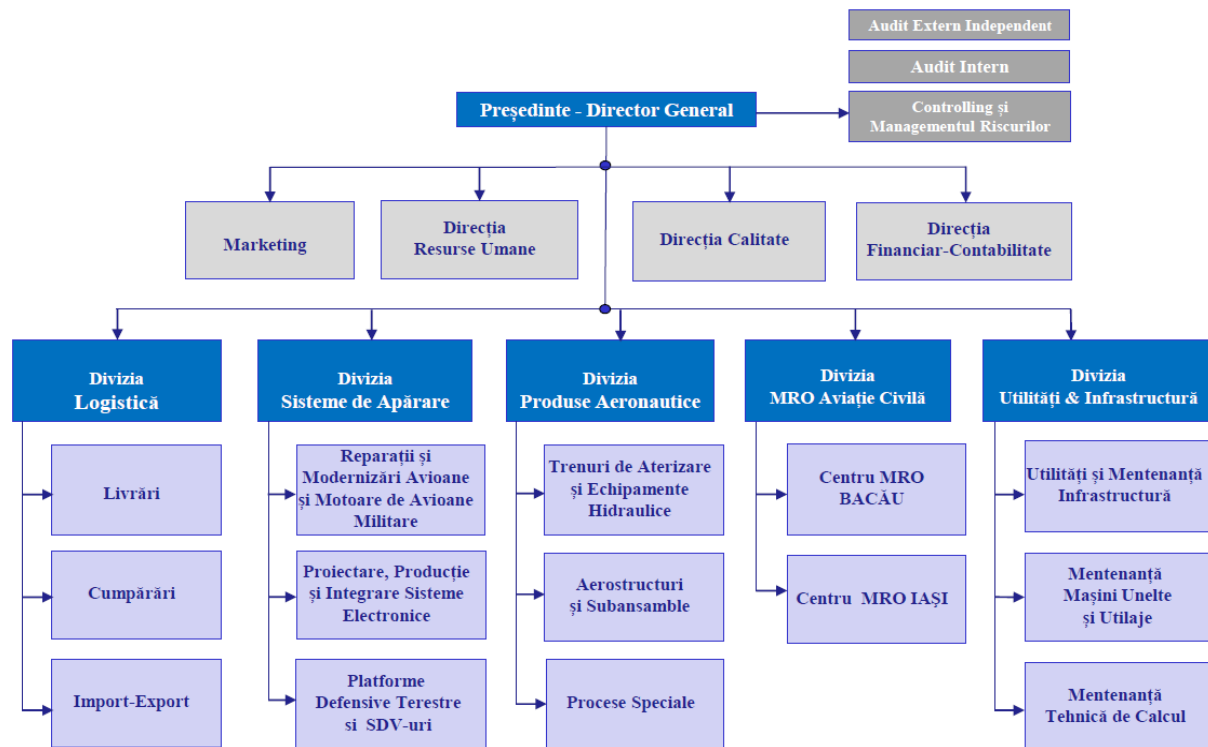 Audit Extern Independent
Audit Intern
Președinte - Director General
Controlling și
Managementul Riscurilor
Marketing
Direcția
Resurse Umane
Direcția Calitate
Direcția
Financiar-Contabilitate
Divizia
Logistică
Divizia
Sisteme de Apărare
Divizia
Produse Aeronautice
Divizia
MRO Aviație Civilă
Divizia
Utilități & Infrastructură
Livrări
Cumpărări
Import-Export
Reparații și
Modernizări Avioane
și Motoare de Avioane
Militare
Proiectare, Producție
și Integrare Sisteme
Electronice
Platforme
Defensive Terestre
si SDV-uri
Trenuri de Aterizare
și Echipamente
Hidraulice
Aerostructuri
și Subansamble
Procese Speciale
Centru MRO
BACĂU
Centru MRO IAȘI
Utilități și Mentenanță
Infrastructură
Mentenanță
Mașini Unelte
și Utilaje
Mentenanță
Tehnică de Calcul